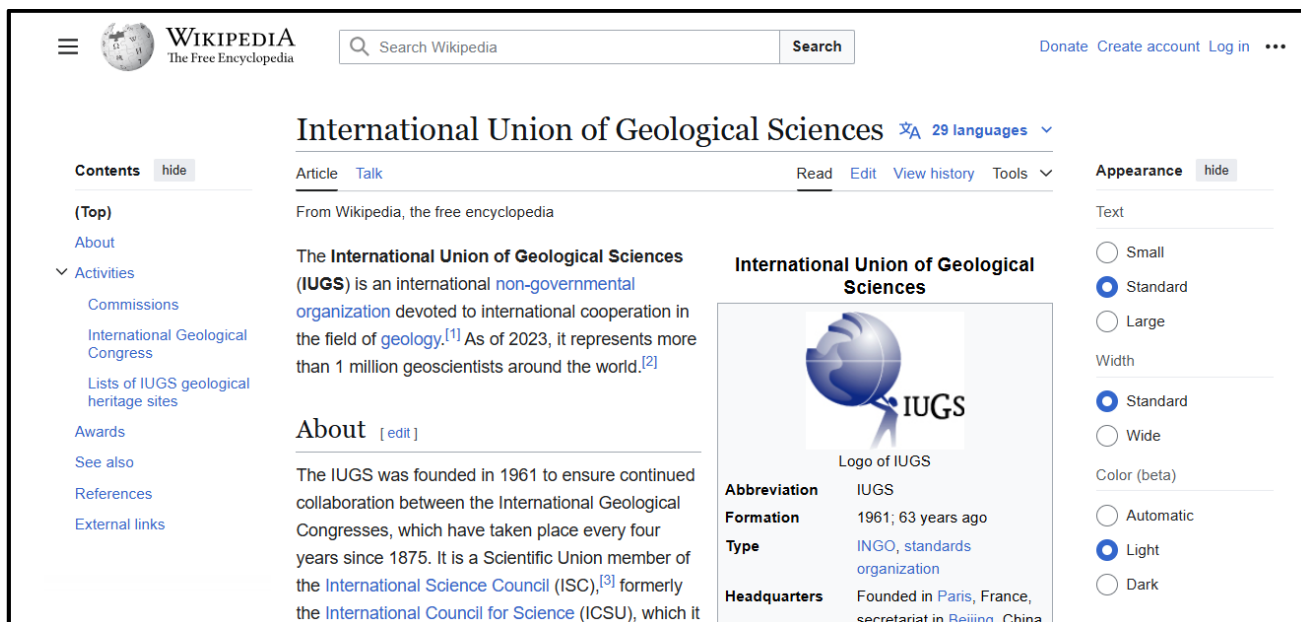 WIKIPEDIA
The Free Encyclopedia
Search Wikipedia
Search
Donate Create account Log in
International Union of Geological Sciences
29 languages
Contents hide
(Top)
About
Activities
Commissions
International Geological
Congress
Lists of IUGS geological
heritage sites
Awards
See also
References
External links
Article Talk
Read Edit View history Tools
From Wikipedia, the free encyclopedia
The International Union of Geological Sciences
(IUGS) is an international non-governmental
organization devoted to international cooperation in
the field of geology.[1] As of 2023, it represents more
than 1 million geoscientists around the world.[2]
About [ edit ]
The IUGS was founded in 1961 to ensure continued
collaboration between the International Geological
Congresses, which have taken place every four
years since 1875. It is a Scientific Union member of
the International Science Council (ISC),[3] formerly
the International Council for Science (ICSU), which it
International Union of Geological
Sciences
IUGS
Logo of IUGS
Abbreviation IUGS
Formation 1961; 63 years ago
Type INGO, standards
organization
Headquarters Founded in Paris, France,
secretariat in Beijing, China
Appearance hide
Text
Small
Standard
Large
Width
Standard
Wide
Color (beta)
Automatic
Light
Dark